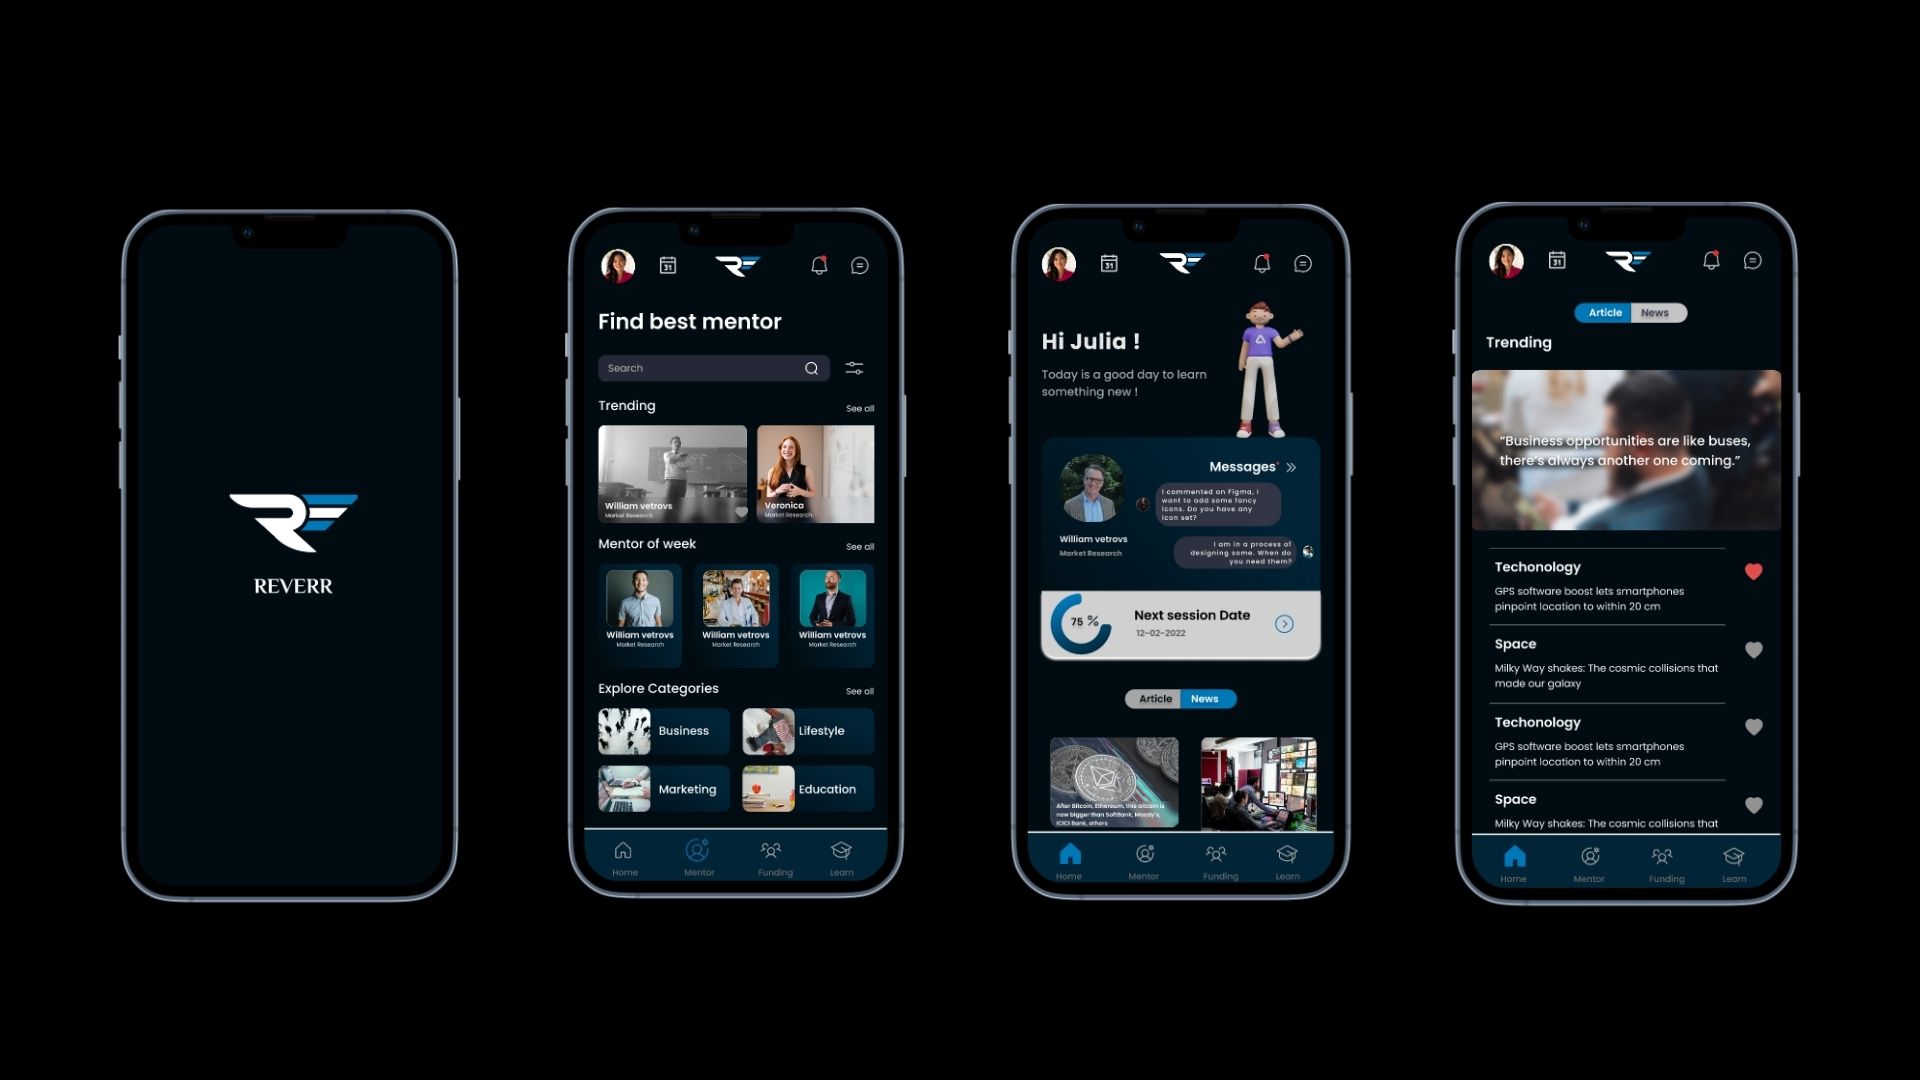 REVERR
31
Find best mentor
Search
Trending
See all
William vetrovs
Market Research
Veronica
Market Research
Mentor of week
See all
William vetrovs
Market Research
William vetrovs
Market Research
William vetrovs
Market Research
Explore Categories
See all
Business
Lifestyle
Marketing
Education
Home
Mentor
Funding
Learn
31
Hi Julia !
Today is a good day to learn
something new !
Messages
I commented on Figma, I
want to add some fancy
icons. Do you have any
icon set?
William vetrovs
Market Research
I am in a process of
designing some. When do
you need them?
75 %
Next session Date
12-02-2022
Article
News
After Bitcoin, Ethereum, this altcoin is
now bigger than SoftBank, Moody's,
ICICI Bank, others
Home
Mentor
Funding
Learn
31
Article
News
Trending
“Business opportunities are like buses,
there’s always another one coming.”
Techonology
GPS software boost lets smartphones
pinpoint location to within 20 cm
Space
Milky Way shakes: The cosmic collisions that
made our galaxy
Techonology
GPS software boost lets smartphones
pinpoint location to within 20 cm
Space
Milky Way shakes: The cosmic collisions that
Home
Mentor
Funding
Learn